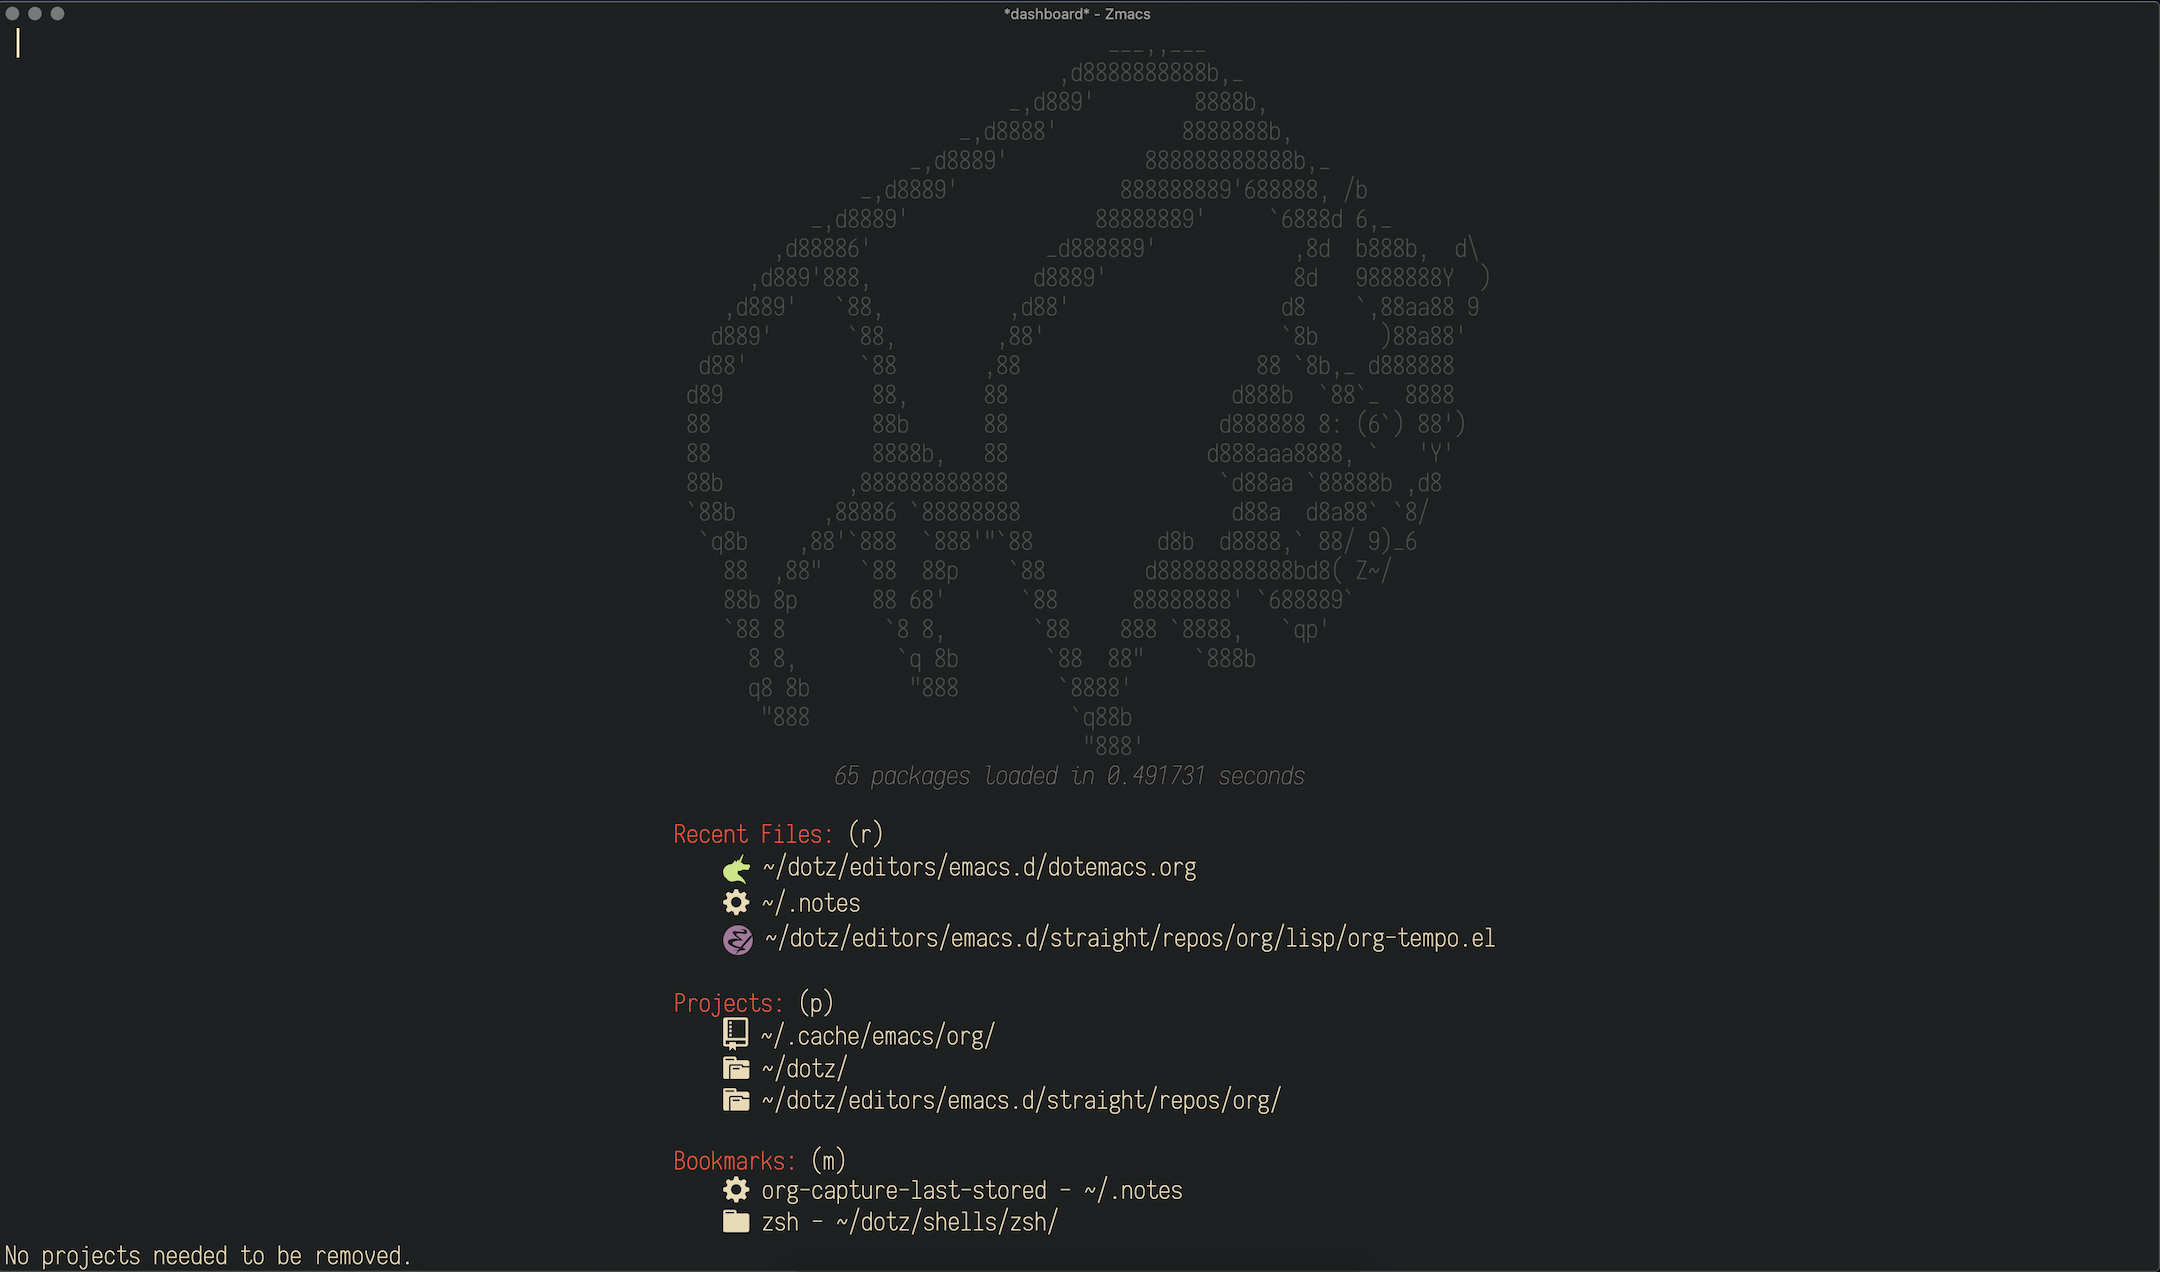 *dashboard* - Zmacs
___,,___
,d8888888888b,_
_,d889'        8888b,
_,d8888'          8888888b,
_,d8889'           888888888888b,_
_,d8889'             888888889'688888, /b
_,d8889'               88888889'     `6888d 6,_
,d88886'              _d888889'           ,8d  b888b,  d\
,d889'888,             d8889'               8d   9888888Y  )
,d889'   `88,          ,d88'                 d8    `,88aa88 9
d889'      `88,        ,88'                   `8b     )88a88'
d88'         `88       ,88                   88 `8b,_ d888888
d89            88,      88                  d888b  `88`_  8888
88             88b      88                 d888888 8: (6`) 88')
88             8888b,   88                d888aaa8888, `   'Y'
88b          ,888888888888                 `d88aa `88888b ,d8
`88b       ,88886 `88888888                 d88a  d8a88` `8/
`q8b    ,88'`888  `888'"`88          d8b  d8888,` 88/ 9)_6
88  ,88"   `88  88p    `88        d88888888888bd8( Z~/
88b 8p      88 68'      `88      88888888' `688889`
`88 8        `8 8,       `88    888 `8888,   `qp'
8 8,        `q 8b       `88  88"    `888b
q8 8b        "888        `8888'
"888                     `q88b
"888'
65 packages loaded in 0.491731 seconds
Recent Files: (r)
~/dotz/editors/emacs.d/dotemacs.org
~/.notes
~/dotz/editors/emacs.d/straight/repos/org/lisp/org-tempo.el
Projects: (p)
~/.cache/emacs/org/
~/dotz/
~/dotz/editors/emacs.d/straight/repos/org/
Bookmarks: (m)
org-capture-last-stored - ~/.notes
zsh - ~/dotz/shells/zsh/
No projects needed to be removed.